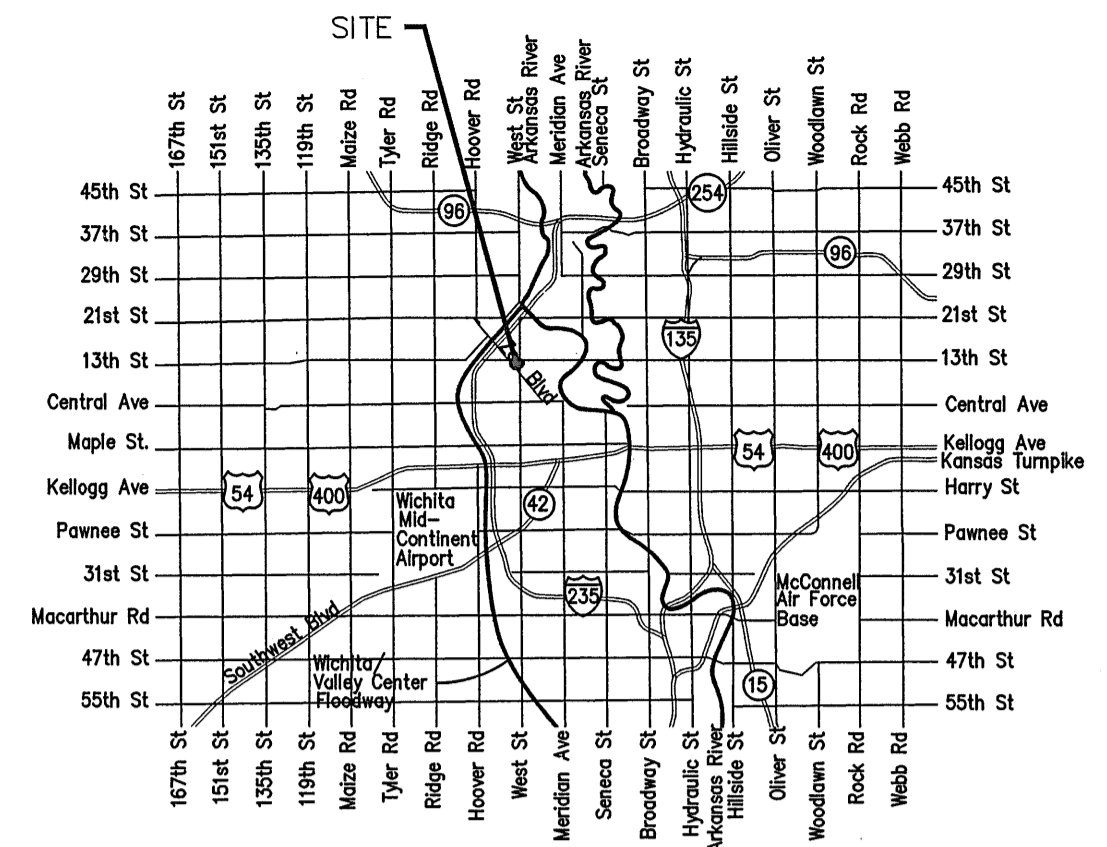 SITE
167th St
151st St
135th St
119th St
Maize Rd
Tyler Rd
Ridge Rd
Hoover Rd
West St
Arkansas River
Meridian Ave
Arkansas River
Seneca St
Broadway St
Hydraulic St
Hillside St
Oliver St
Woodlawn St
Rock Rd
Webb Rd
45th St
37th St
29th St
21st St
13th St
Central Ave
Maple St.
Kellogg Ave
Pawnee St
31st St
Macarthur Rd
47th St
55th St
96
254
96
135
Blvd
54
400
54
400
42
Wichita
Mid-
Continent
Airport
235
McConnell
Air Force
Base
Southwest Blvd
Wichita/
Valley Center
Floodway
15
45th St
37th St
29th St
21st St
13th St
Central Ave
Kellogg Ave
Kansas Turnpike
Harry St
Pawnee St
31st St
Macarthur Rd
47th St
55th St
167th St
151st St
135th St
119th St
Maize Rd
Tyler Rd
Ridge Rd
Hoover Rd
West St
Meridian Ave
Seneca St
Broadway St
Hydraulic St
Arkansas River
Hillside St
Oliver St
Woodlawn St
Rock Rd
Webb Rd